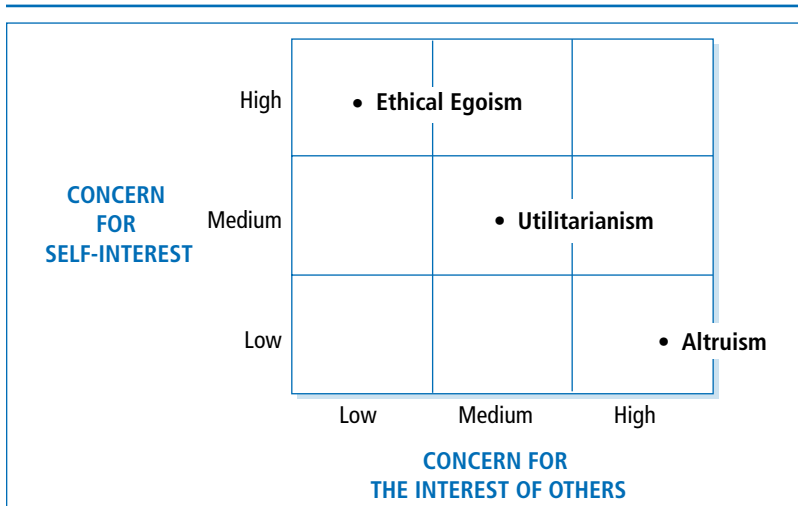 High
• Ethical Egoism
CONCERN
FOR
SELF-INTEREST
Medium
• Utilitarianism
Low
• Altruism
Low
Medium
High
CONCERN FOR
THE INTEREST OF OTHERS